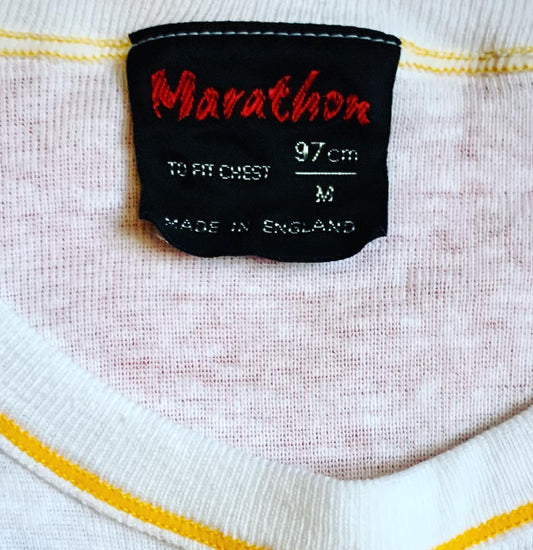 Marathon
TO FIT CHEST 97cm
M
MADE IN ENGLAND